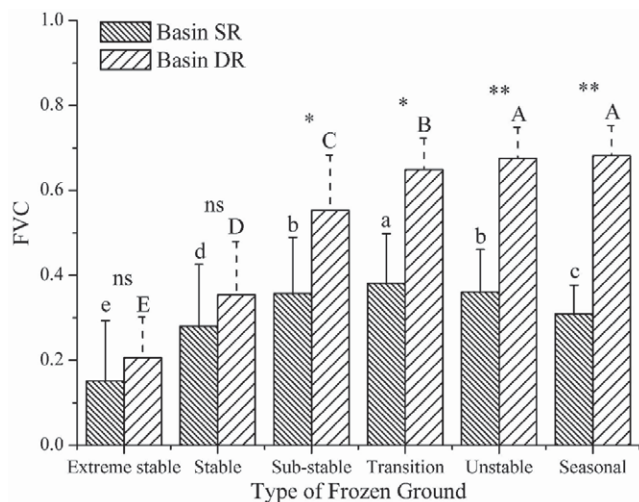 Basin SR
Basin DR
FVC
1.0
0.8
0.6
0.4
0.2
0.0
e
ns
E
d
ns
D
b
*
C
a
*
B
b
**
A
c
**
A
Extreme stable Stable Sub-stable Transition Unstable Seasonal
Type of Frozen Ground